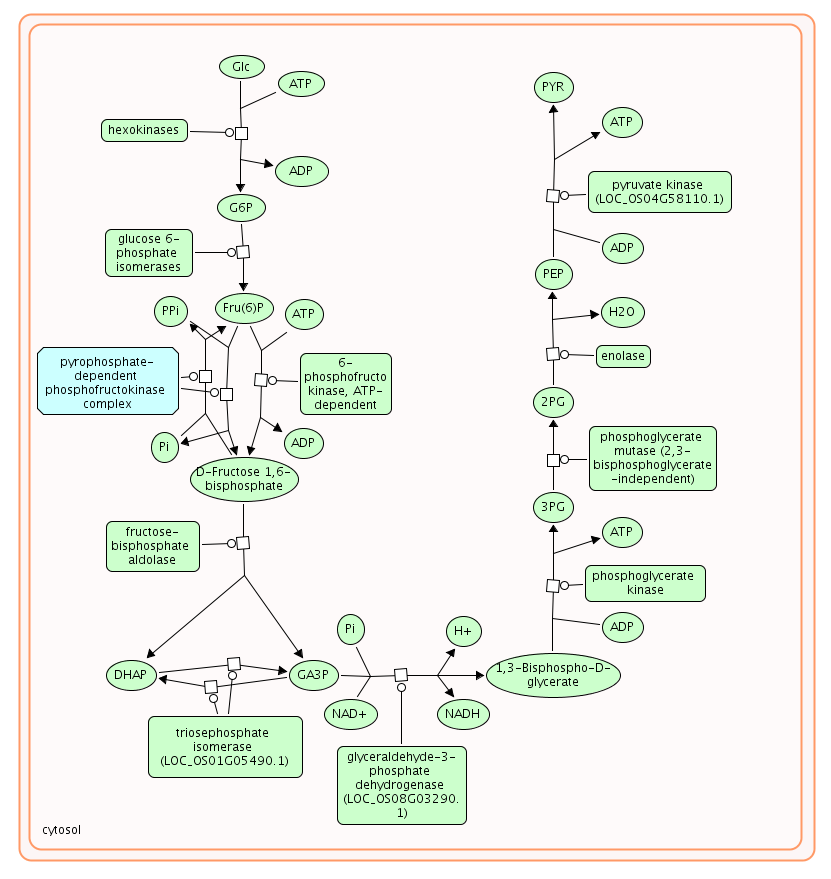 Glc
ATP
hexokinases
ADP
G6P
glucose 6-
phosphate
isomerases
PPi
Fru(6)P
ATP
pyrophosphate-
dependent
phosphofructokinase
complex
6-
phosphofructo
kinase, ATP-
dependent
Pi
ADP
D-Fructose 1,6-
bisphosphate
fructose-
bisphosphate
aldolase
DHAP
GA3P
triosephosphate
isomerase
(LOC_OS01G05490.1)
Pi
NAD+
H+
NADH
glyceraldehyde-3-
phosphate
dehydrogenase
(LOC_OS08G03290.
1)
1,3-Bisphospho-D-
glycerate
PYR
ATP
pyruvate kinase
(LOC_OS04G58110.1)
ADP
PEP
H2O
enolase
2PG
phosphoglycerate
mutase (2,3-
bisphosphoglycerate
-independent)
3PG
ATP
phosphoglycerate
kinase
ADP
cytosol